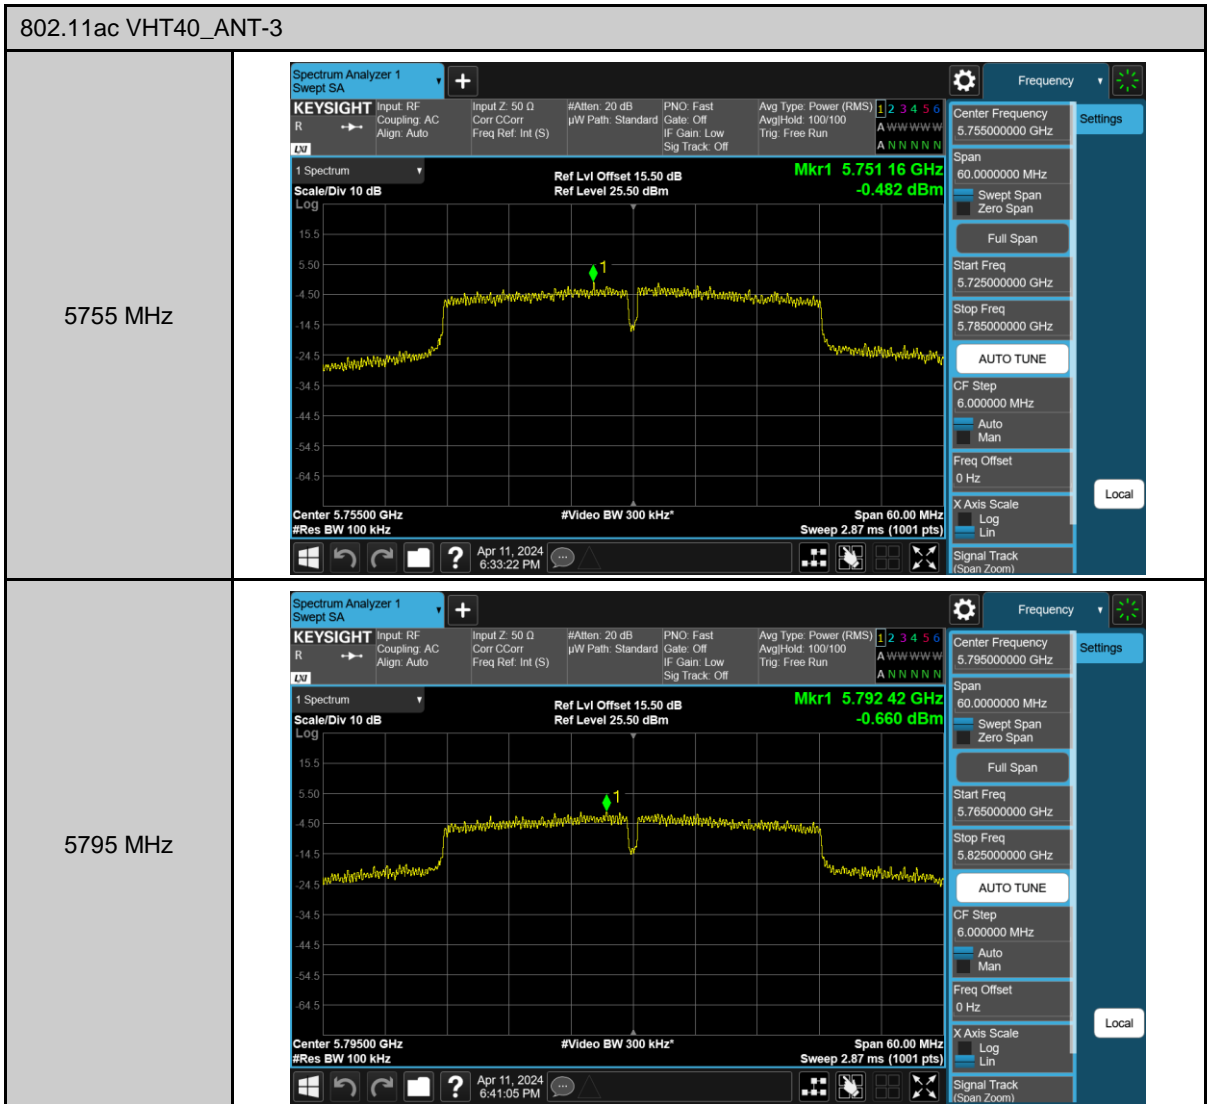 802.11ac VHT40_ANT-3
5755 MHz
Spectrum Analyzer 1
Swept SA
Frequency
KEYSIGHT
R
LXI
Input: RF
Coupling: AC
Align: Auto
Input Z: 50 Ω
Corr CCorr
Freq Ref: Int (S)
#Atten: 20 dB
µW Path: Standard
PNO: Fast
Gate: Off
IF Gain: Low
Sig Track: Off
Avg Type: Power (RMS)
Avg|Hold: 100/100
Trig: Free Run
1 2 3 4 5 6
A W W W W W
A N N N N N
1 Spectrum
Scale/Div 10 dB
Log
Ref Lvl Offset 15.50 dB
Ref Level 25.50 dBm
Mkr1 5.751 16 GHz
-0.482 dBm
15.5
5.50
-4.50
-14.5
-24.5
-34.5
-44.5
-54.5
-64.5
1
Center 5.75500 GHz
#Res BW 100 kHz
#Video BW 300 kHz*
Span 60.00 MHz
Sweep 2.87 ms (1001 pts)
Apr 11, 2024
6:33:22 PM
Center Frequency
5.755000000 GHz
Settings
Span
60.0000000 MHz
Swept Span
Zero Span
Full Span
Start Freq
5.725000000 GHz
Stop Freq
5.785000000 GHz
AUTO TUNE
CF Step
6.000000 MHz
Auto
Man
Freq Offset
0 Hz
X Axis Scale
Log
Lin
Signal Track
(Span Zoom)
Local
5795 MHz
Spectrum Analyzer 1
Swept SA
Frequency
KEYSIGHT
R
LXI
Input: RF
Coupling: AC
Align: Auto
Input Z: 50 Ω
Corr CCorr
Freq Ref: Int (S)
#Atten: 20 dB
µW Path: Standard
PNO: Fast
Gate: Off
IF Gain: Low
Sig Track: Off
Avg Type: Power (RMS)
Avg|Hold: 100/100
Trig: Free Run
1 2 3 4 5 6
A W W W W W
A N N N N N
1 Spectrum
Scale/Div 10 dB
Log
Ref Lvl Offset 15.50 dB
Ref Level 25.50 dBm
Mkr1 5.792 42 GHz
-0.660 dBm
15.5
5.50
-4.50
-14.5
-24.5
-34.5
-44.5
-54.5
-64.5
1
Center 5.79500 GHz
#Res BW 100 kHz
#Video BW 300 kHz*
Span 60.00 MHz
Sweep 2.87 ms (1001 pts)
Apr 11, 2024
6:41:05 PM
Center Frequency
5.795000000 GHz
Settings
Span
60.0000000 MHz
Swept Span
Zero Span
Full Span
Start Freq
5.765000000 GHz
Stop Freq
5.825000000 GHz
AUTO TUNE
CF Step
6.000000 MHz
Auto
Man
Freq Offset
0 Hz
X Axis Scale
Log
Lin
Signal Track
(Span Zoom)
Local